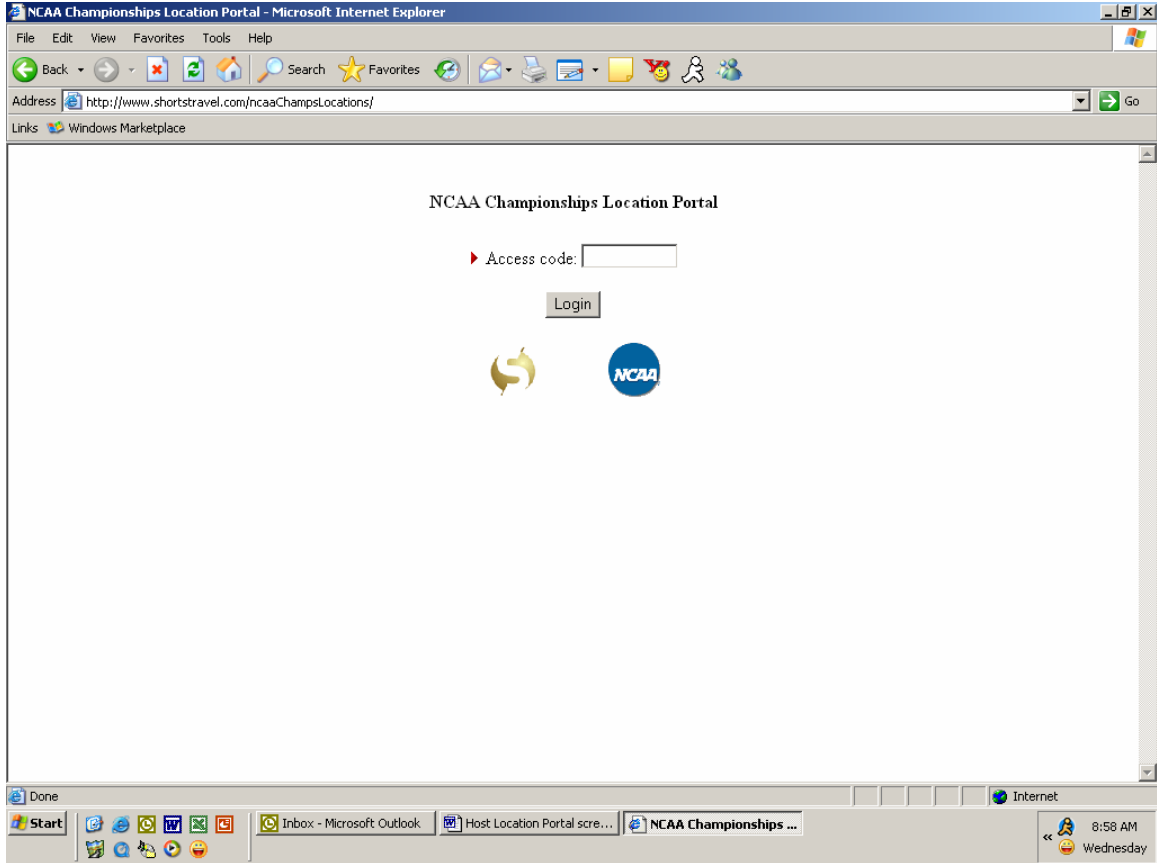 NCAA Championships Location Portal - Microsoft Internet Explorer
File Edit View Favorites Tools Help
Back Search Favorites
Address http://www.shortstravel.com/ncaaChampsLocations/ Go
Links Windows Marketplace
NCAA Championships Location Portal
Access code:
Login
NCAA
Done Internet
Start Inbox - Microsoft Outlook Host Location Portal scre... NCAA Championships ... 8:58 AM
Wednesday